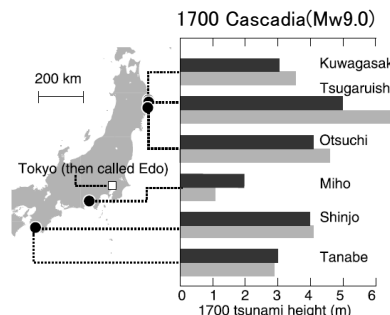 1700 Cascadia(Mw9.0)
200 km
Kuwagasak
Tsugaruish
Otsuchi
Tokyo (then called Edo)
Miho
Shinjo
Tanabe
0 1 2 3 4 5 6
1700 tsunami height (m)